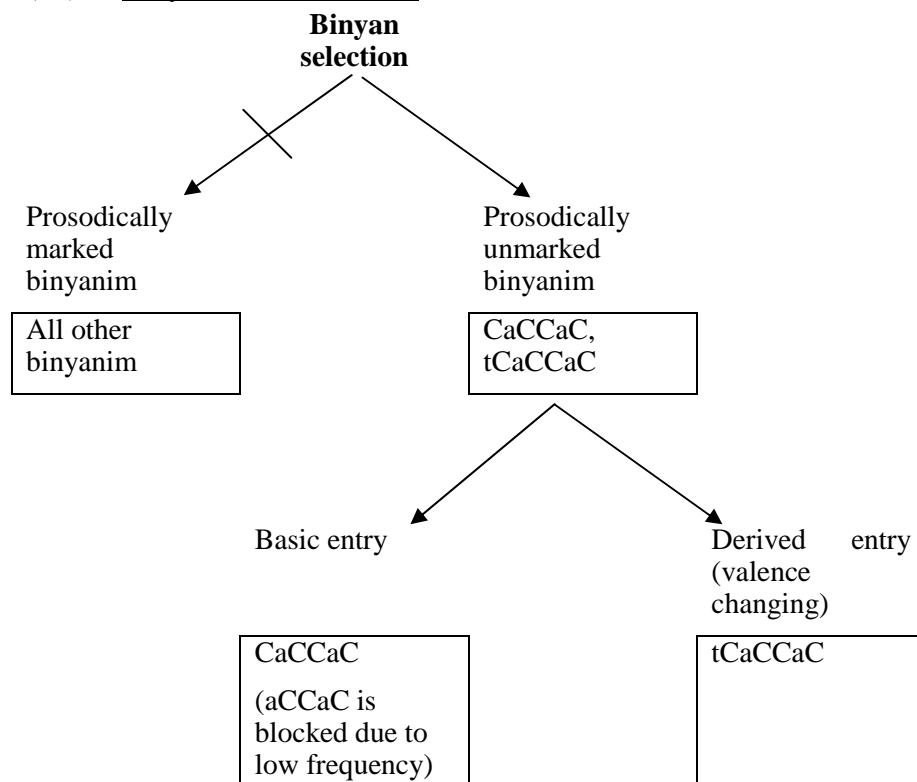 Binyan
selection
Prosodically
marked
binyanim
Prosodically
unmarked
binyanim
All other
binyanim
CaCCaC,
tCaCCaC
Basic entry
Derived entry
(valence
changing)
CaCCaC
(aCCaC is
blocked due to
low frequency)
tCaCCaC